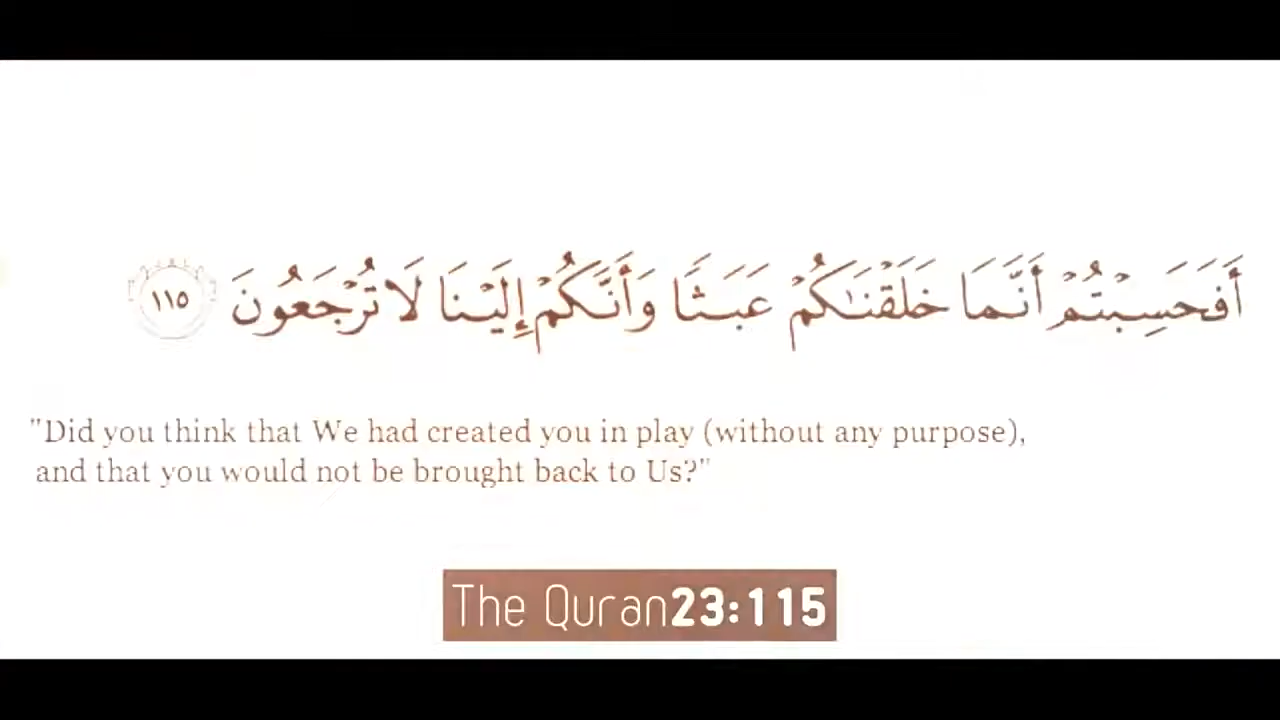 أَفَحَسِبْتُمْ أَنَّمَا خَلَقْنَٰكُمْ عَبَثًا وَأَنَّكُمْ إِلَيْنَا لَا تُرْجَعُونَ ١١٥
"Did you think that We had created you in play (without any purpose),
and that you would not be brought back to Us?"
The Quran23:115